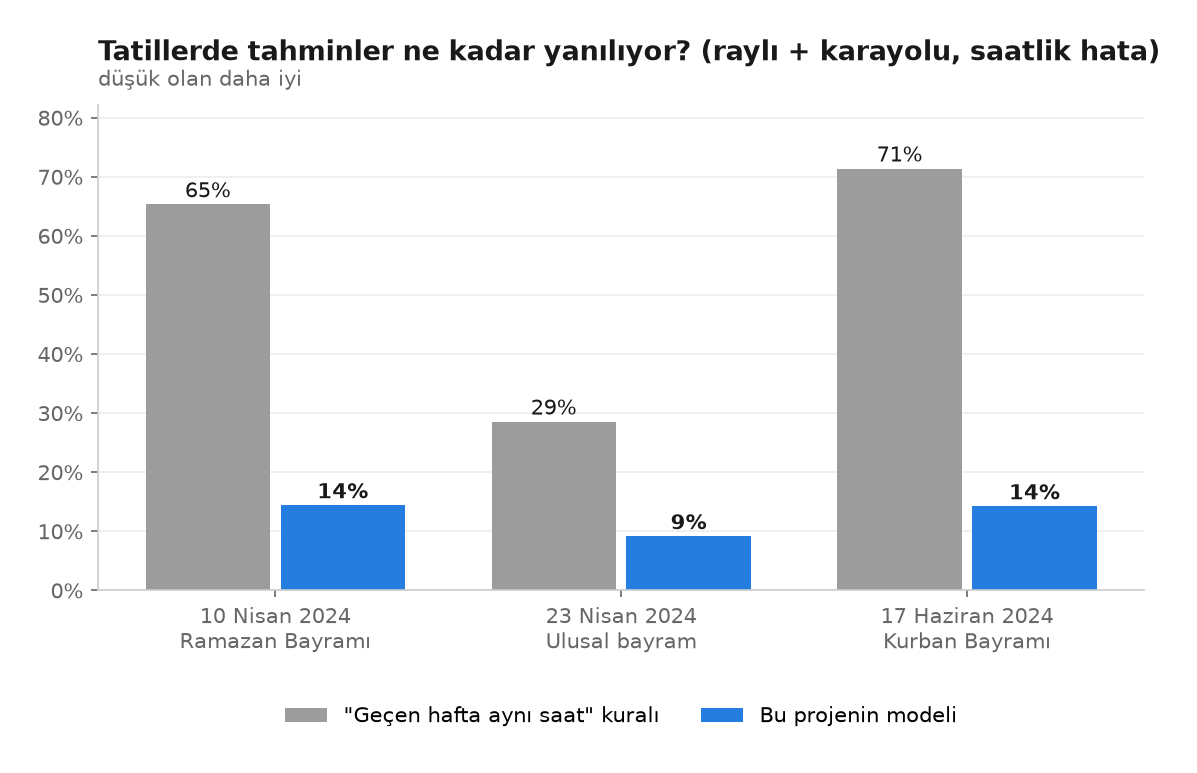 Tatillerde tahminler ne kadar yanılıyor? (raylı + karayolu, saatlik hata)
düşük olan daha iyi
80%
70%
60%
50%
40%
30%
20%
10%
0%
65%
14%
29%
9%
71%
14%
10 Nisan 2024
Ramazan Bayramı
23 Nisan 2024
Ulusal bayram
17 Haziran 2024
Kurban Bayramı
"Geçen hafta aynı saat" kuralı
Bu projenin modeli